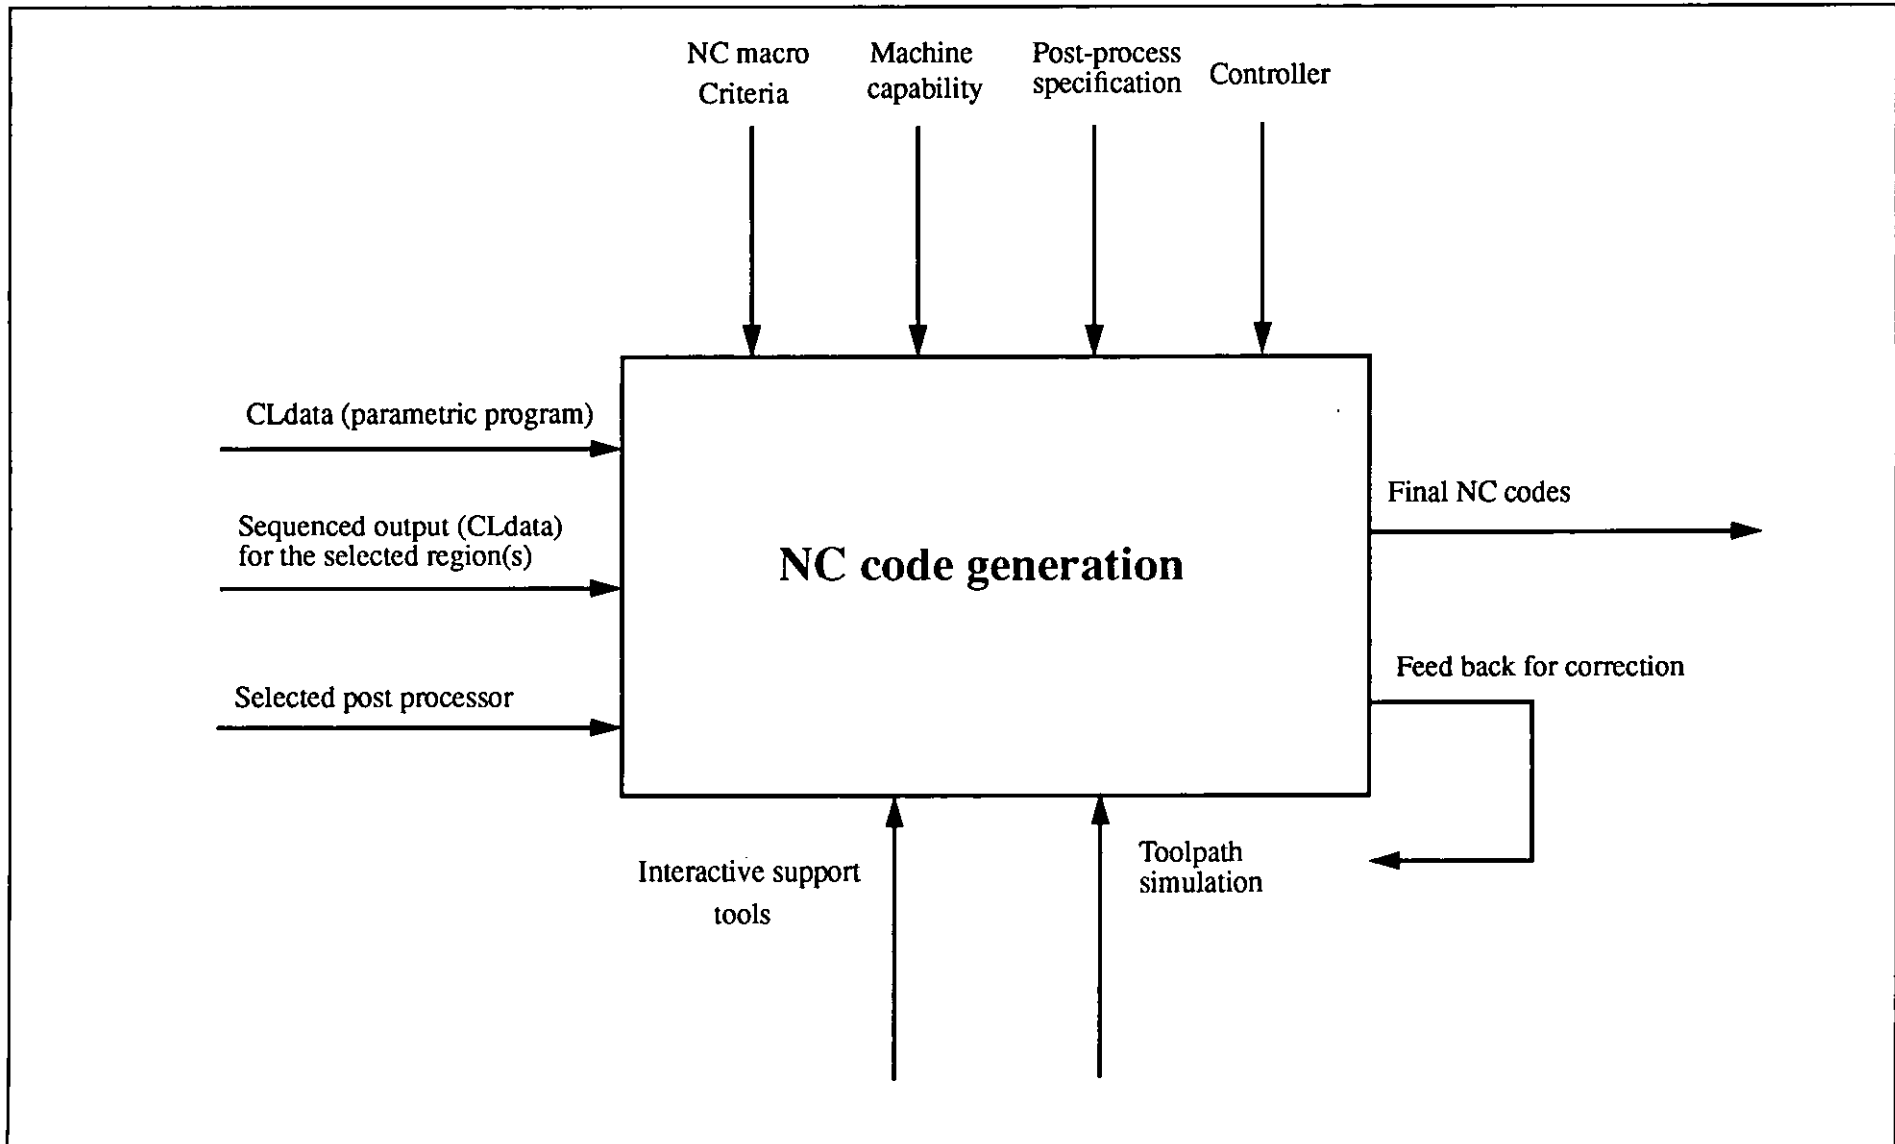 NC macro
Criteria
Machine
capability
Post-process
specification
Controller
CLdata (parametric program)
Sequenced output (CLdata)
for the selected region(s)
Selected post processor
NC code generation
Final NC codes
Feed back for correction
Interactive support
tools
Toolpath
simulation